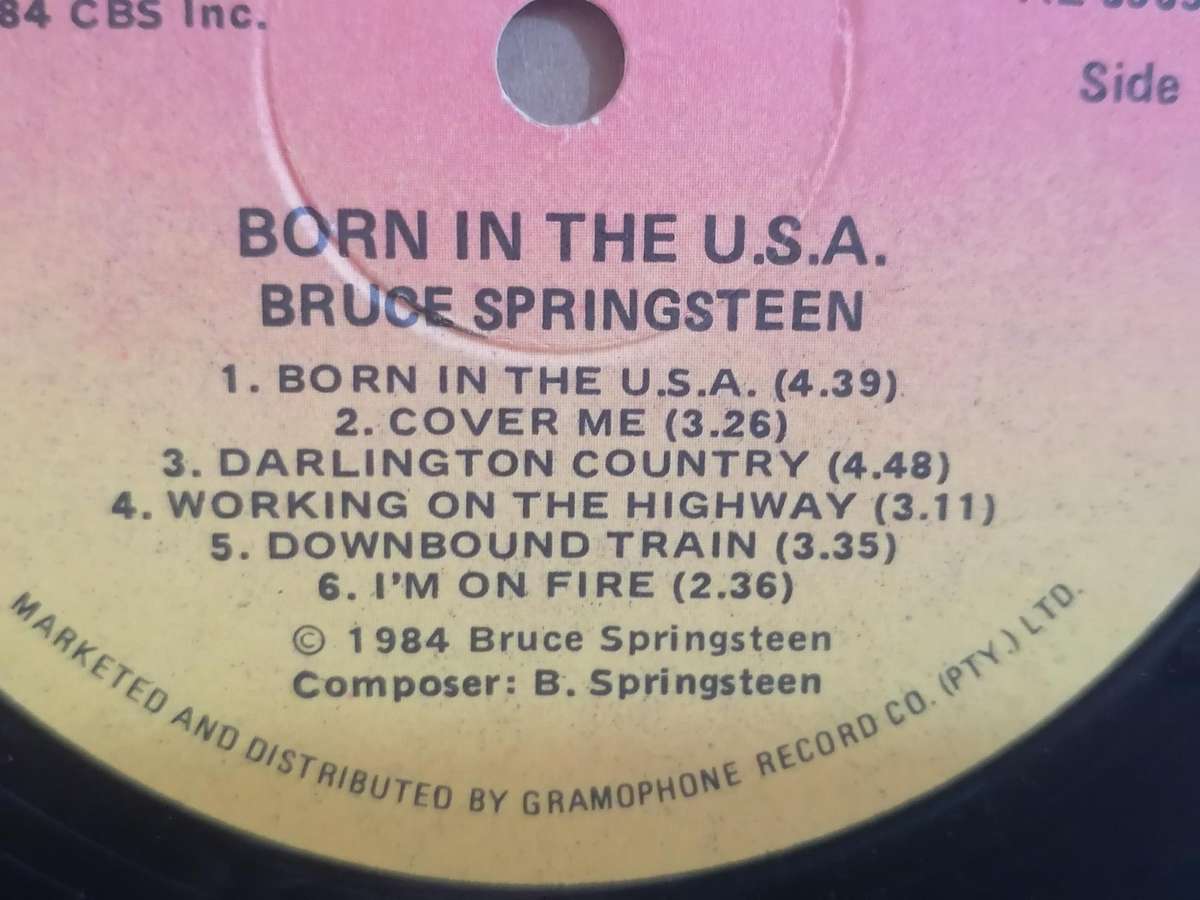 84 CBS Inc.
Side
BORN IN THE U.S.A.
BRUCE SPRINGSTEEN
1. BORN IN THE U.S.A. (4.39)
2. COVER ME (3.26)
3. DARLINGTON COUNTRY (4.48)
4. WORKING ON THE HIGHWAY (3.11)
5. DOWNBOUND TRAIN (3.35)
6. I'M ON FIRE (2.36)
© 1984 Bruce Springsteen
Composer: B. Springsteen
MARKETED AND DISTRIBUTED BY GRAMOPHONE RECORD CO. (PTY.) LTD.